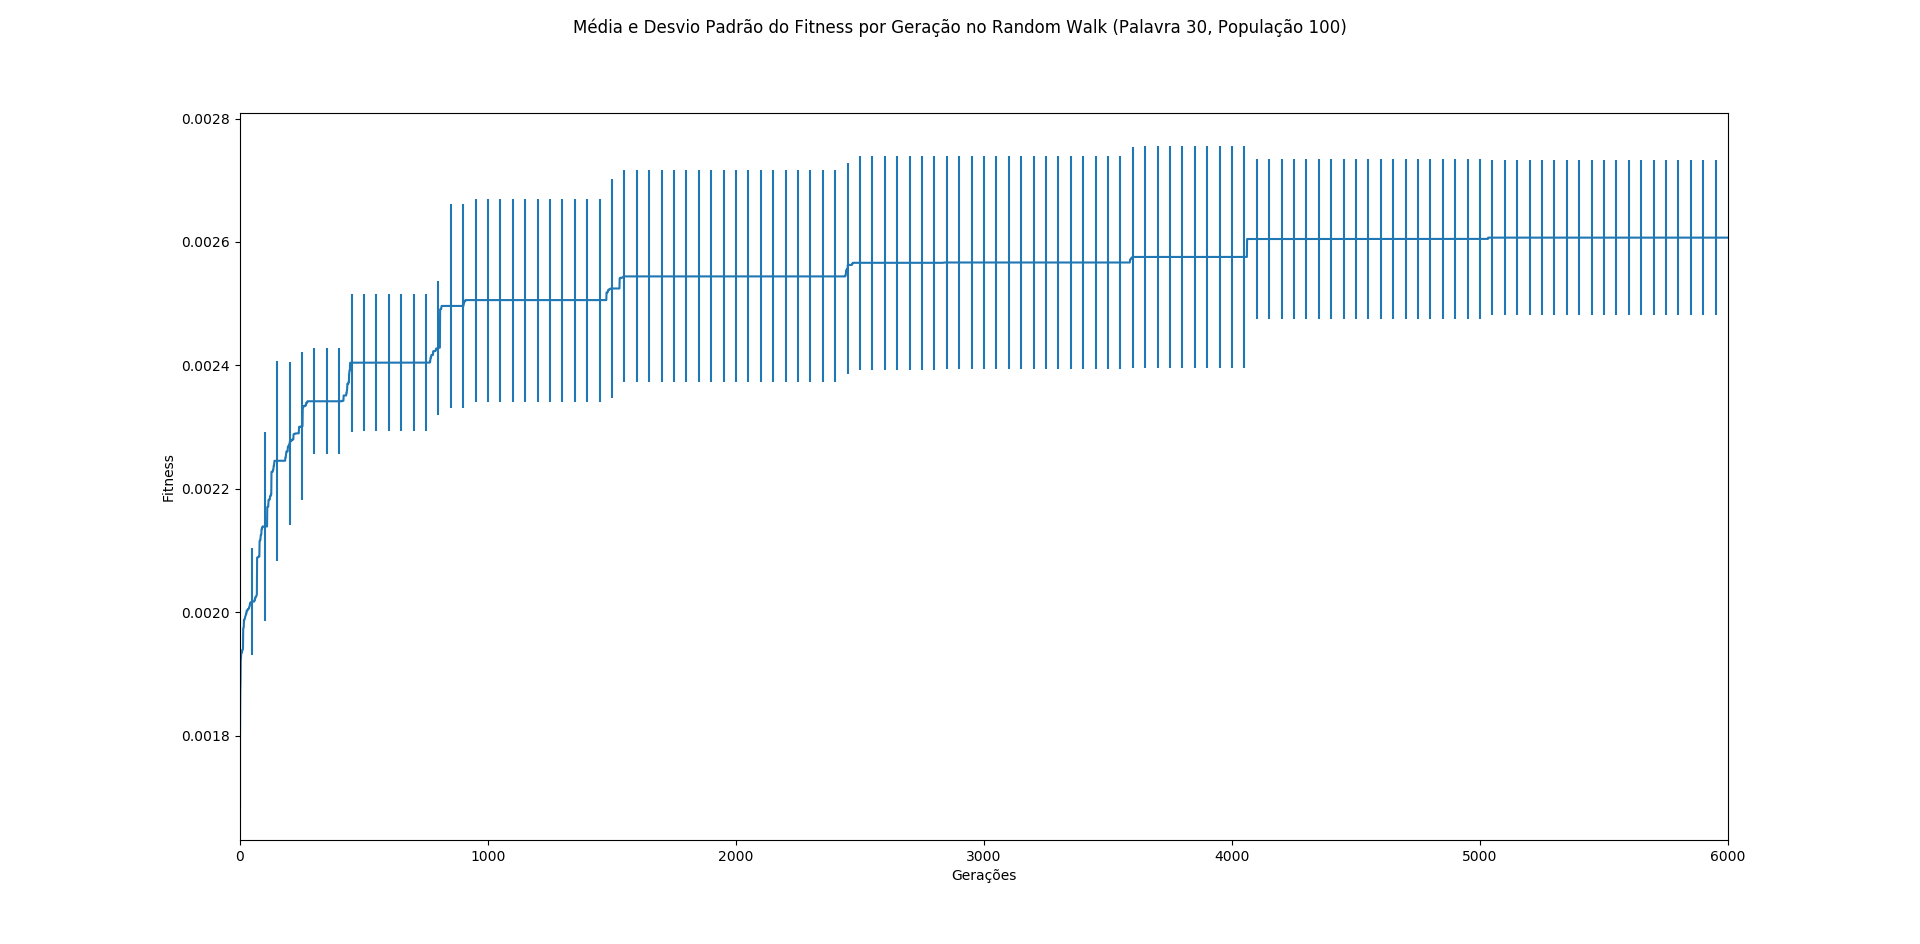 Média e Desvio Padrão do Fitness por Geração no Random Walk (Palavra 30, População 100)
0.0028
0.0026
0.0024
0.0022
0.0020
0.0018
Fitness
0 1000 2000 3000 4000 5000 6000
Gerações